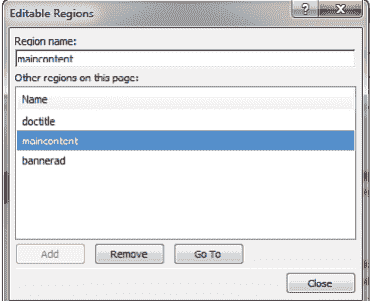 Editable Regions
Region name:
maincontent
Other regions on this page:
Name
doctitle
maincontent
bannerad
Add Remove Go To
Close